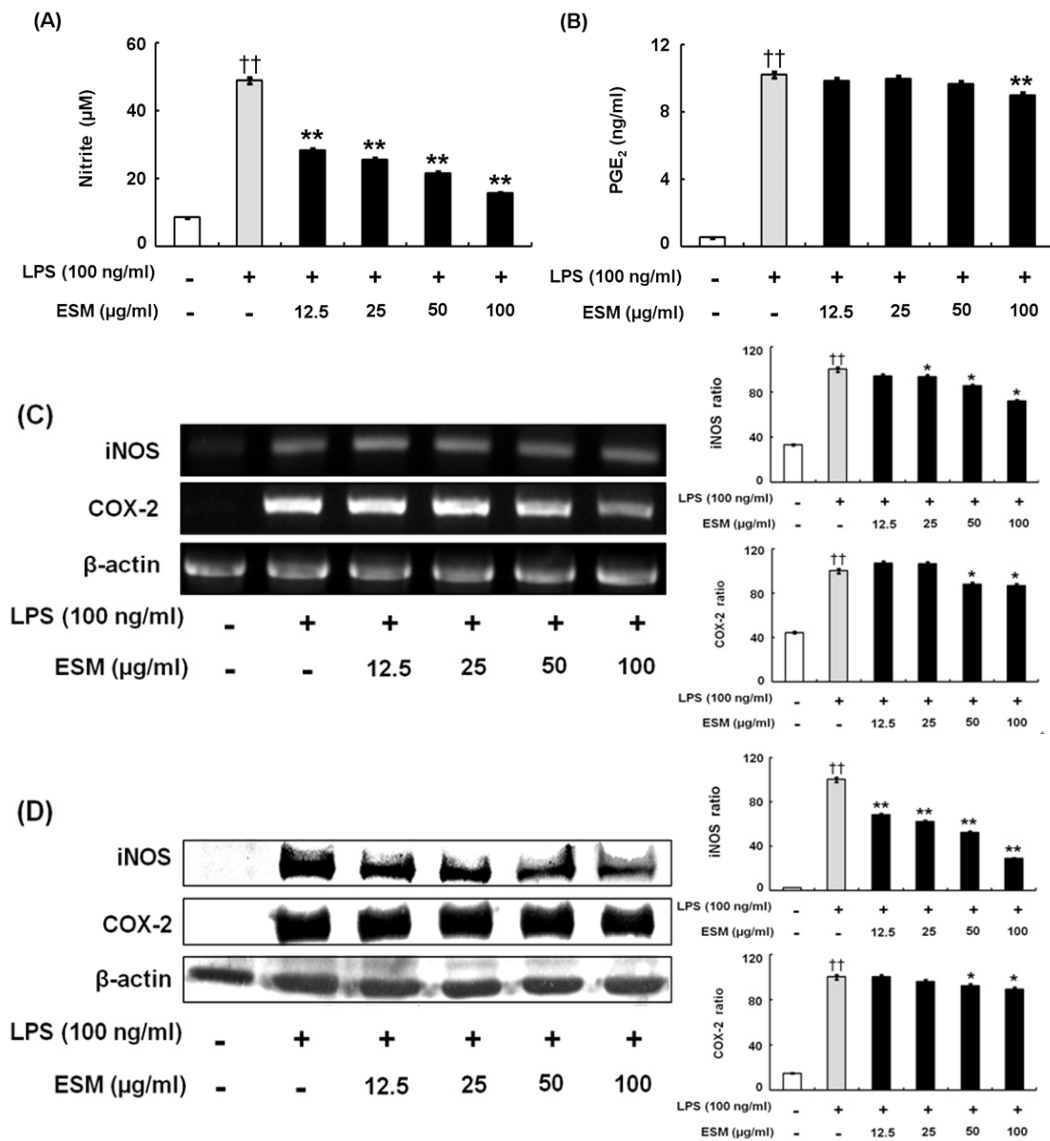 (A)
Nitrite (µM)
60
40
20
0
††
**
**
**
**
LPS (100 ng/ml)
- + + + + +
ESM (µg/ml)
- - 12.5 25 50 100
(B)
PGE2 (ng/ml)
12
8
4
0
††
**
LPS (100 ng/ml)
- + + + + +
ESM (µg/ml)
- - 12.5 25 50 100
(C)
iNOS
COX-2
β-actin
LPS (100 ng/ml)
- + + + + +
ESM (µg/ml)
- - 12.5 25 50 100
iNOS ratio
120
80
40
0
††
*
*
*
LPS (100 ng/ml)
- + + + + +
ESM (µg/ml)
- - 12.5 25 50 100
COX-2 ratio
120
80
40
0
††
*
*
LPS (100 ng/ml)
- + + + + +
ESM (µg/ml)
- - 12.5 25 50 100
(D)
iNOS
COX-2
β-actin
LPS (100 ng/ml)
- + + + + +
ESM (µg/ml)
- - 12.5 25 50 100
iNOS ratio
120
80
40
0
††
**
**
**
**
LPS (100 ng/ml)
- + + + + +
ESM (µg/ml)
- - 12.5 25 50 100
COX-2 ratio
120
80
40
0
††
*
*
LPS (100 ng/ml)
- + + + + +
ESM (µg/ml)
- - 12.5 25 50 100